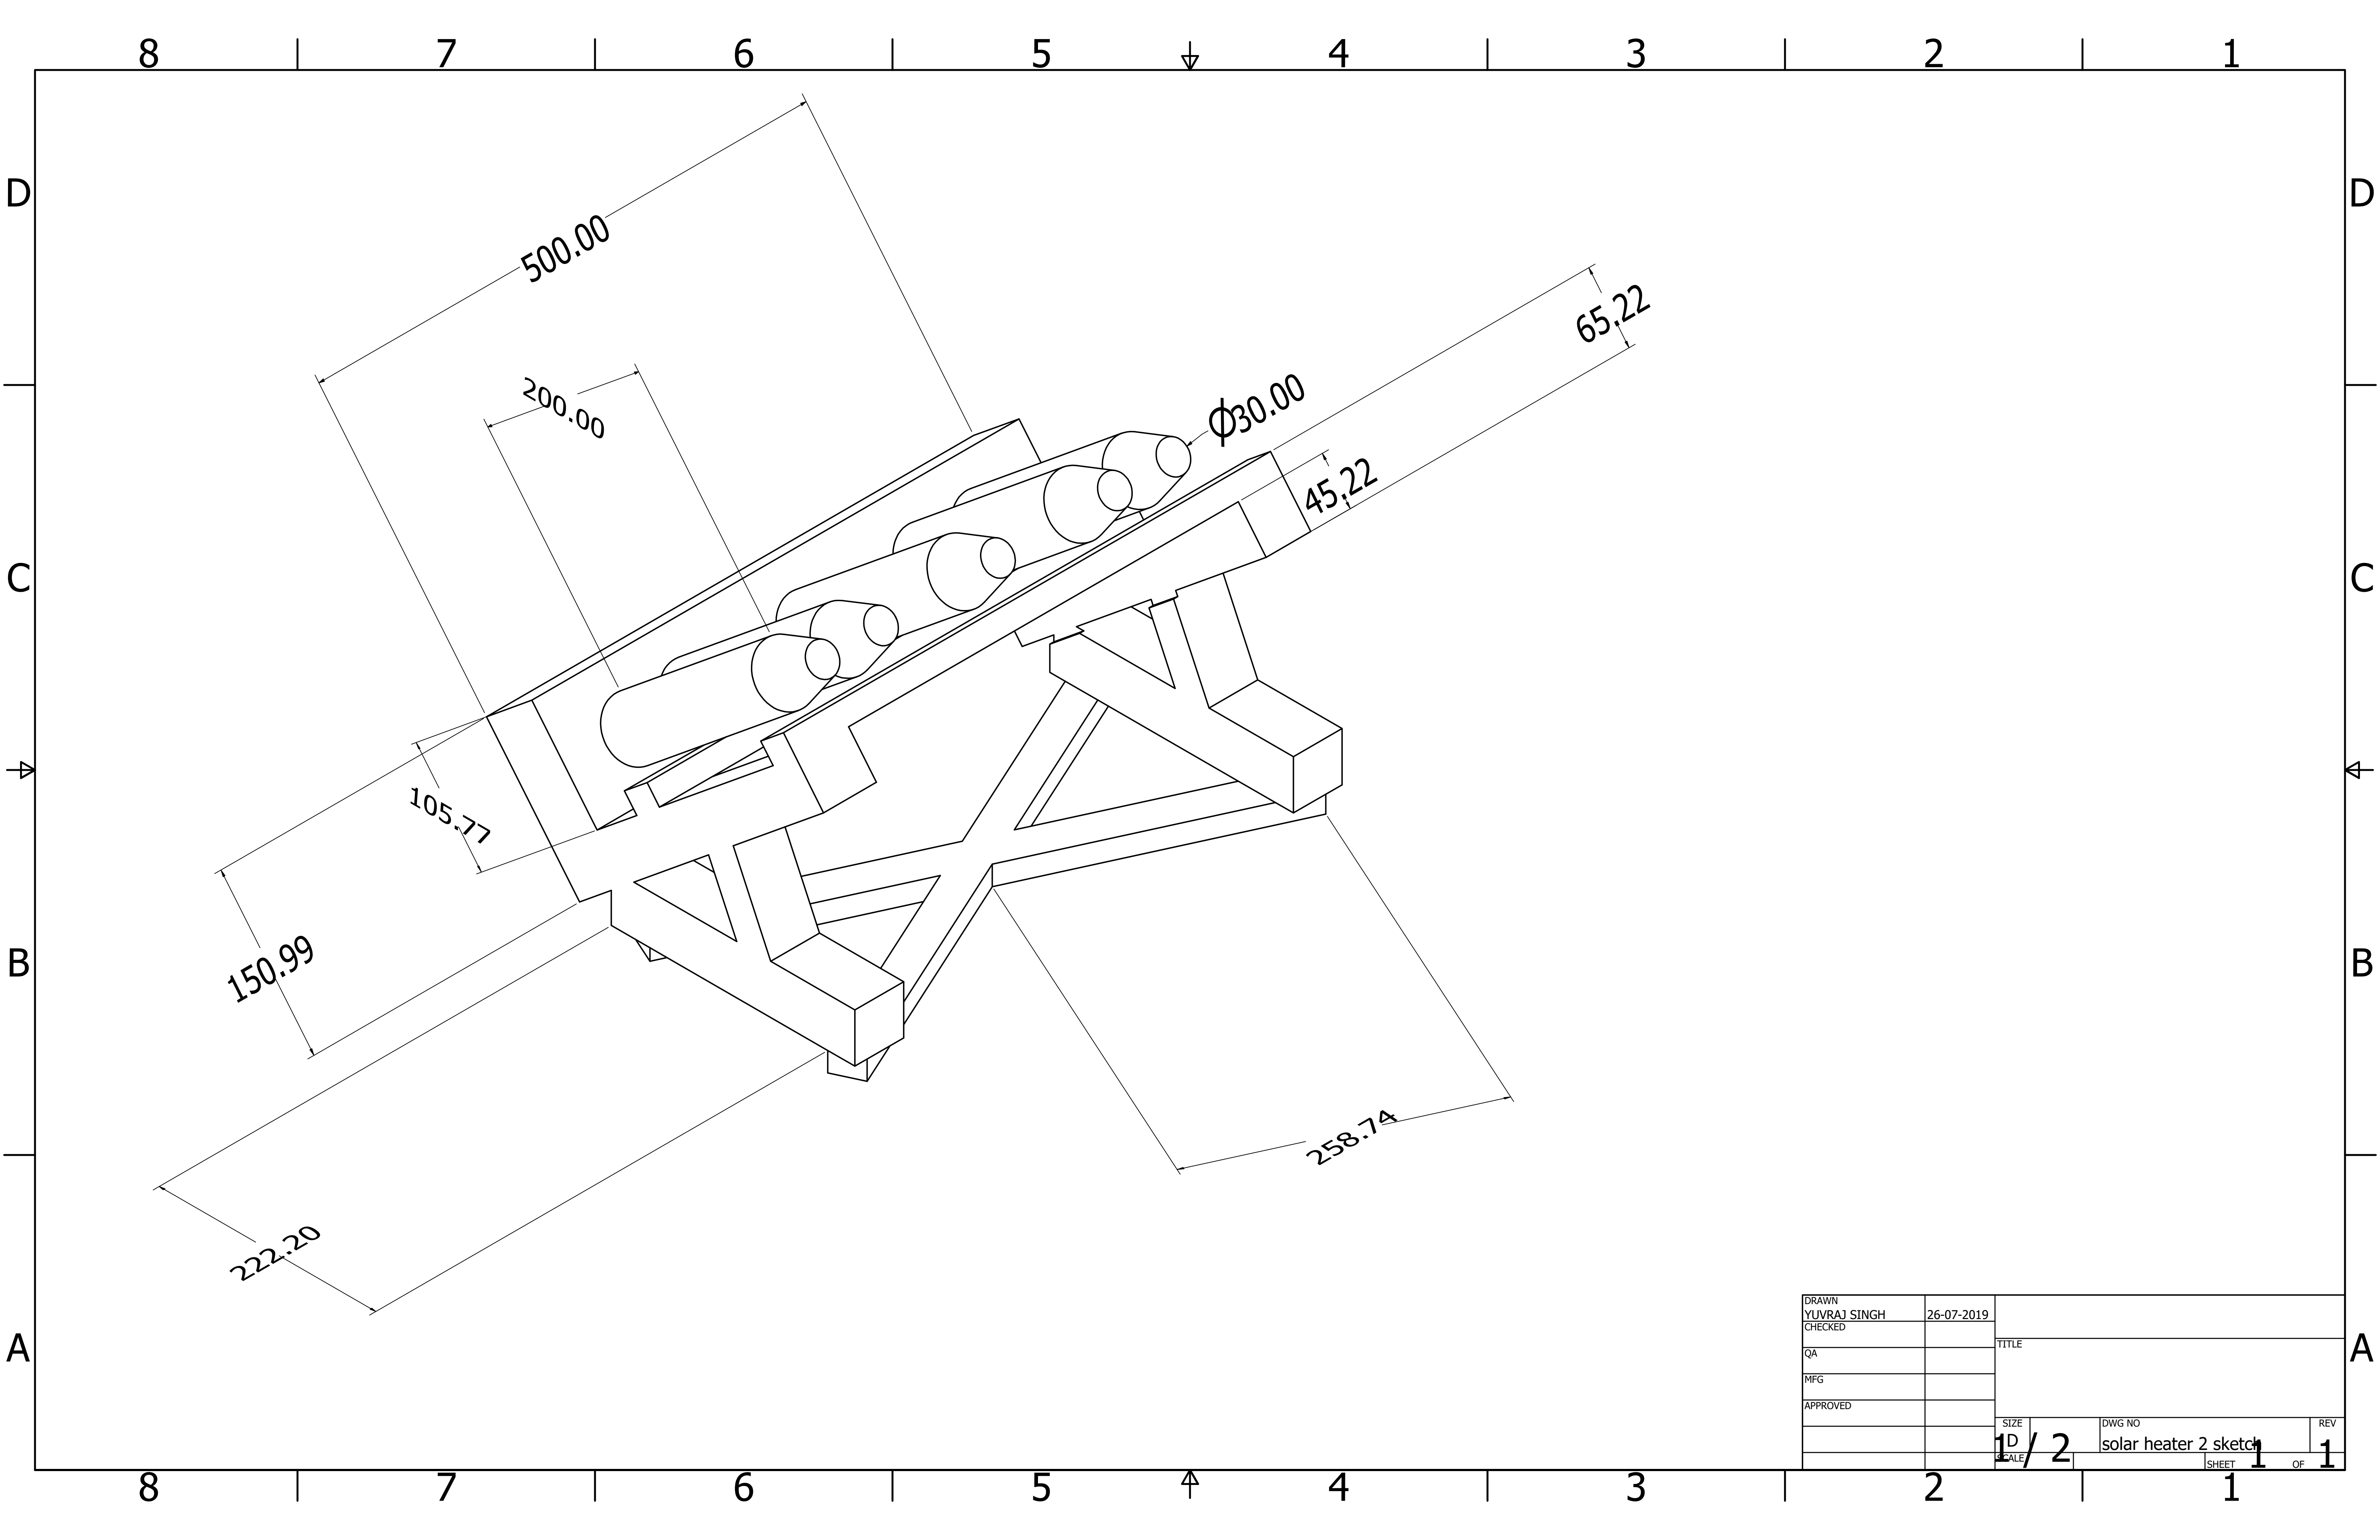 8 7 6 5 4 3 2 1
D D
500.00
200.00
65.22
ϕ30.00
45,22
C C
105.77
150.99
B B
258.74
222.20
A A
DRAWN
YUVRAJ SINGH 26-07-2019
CHECKED
TITLE
QA
MFG
APPROVED
SIZE DWG NO REV
D solar heater 2 sketch
SCALE 1 / 2 SHEET 1 OF 1
8 7 6 5 4 3 2 1